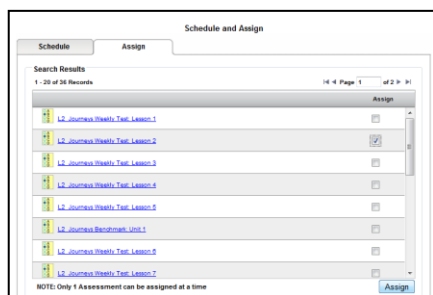 Schedule and Assign
Schedule Assign
Search Results
1 - 20 of 36 Records Page 1 of 2
Assign
L2 Journeys Weekly Test: Lesson 1
L2 Journeys Weekly Test: Lesson 2
L2 Journeys Weekly Test: Lesson 3
L2 Journeys Weekly Test: Lesson 4
L2 Journeys Weekly Test: Lesson 5
L2 Journeys Benchmark: Unit 1
L2 Journeys Weekly Test: Lesson 6
L2 Journeys Weekly Test: Lesson 7
NOTE: Only 1 Assessment can be assigned at a time Assign